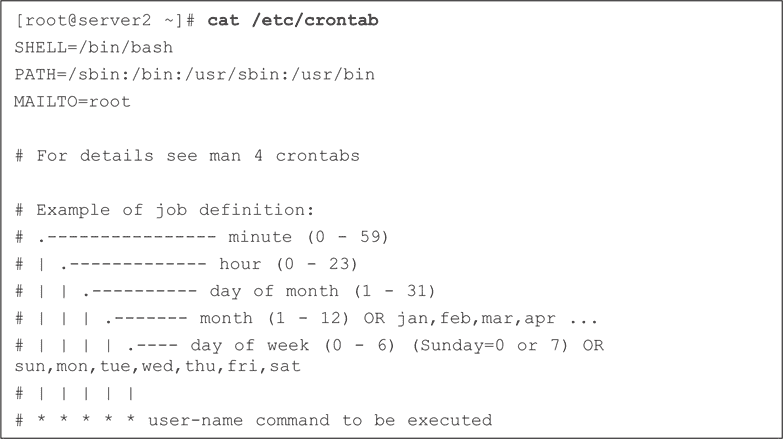 [root@server2 ~]# cat /etc/crontab
SHELL=/bin/bash
PATH=/sbin:/bin:/usr/sbin:/usr/bin
MAILTO=root
# For details see man 4 crontabs
# Example of job definition:
# .---------------- minute (0 - 59)
# | .------------- hour (0 - 23)
# | | .---------- day of month (1 - 31)
# | | | .------- month (1 - 12) OR jan,feb,mar,apr ...
# | | | | .---- day of week (0 - 6) (Sunday=0 or 7) OR
sun,mon,tue,wed,thu,fri,sat
# | | | | |
# * * * * * user-name command to be executed